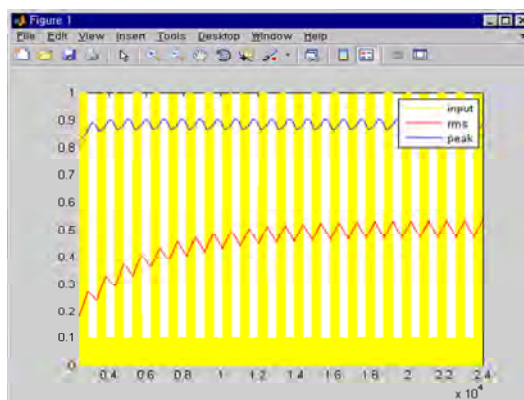 Figure 1
File Edit View Insert Tools Desktop Window Help
1
0.9
0.8
0.7
0.6
0.5
0.4
0.3
0.2
0.1
0
input
rms
peak
0.4 0.6 0.8 1 1.2 1.4 1.6 1.8 2 2.2 2.4
x 10^4